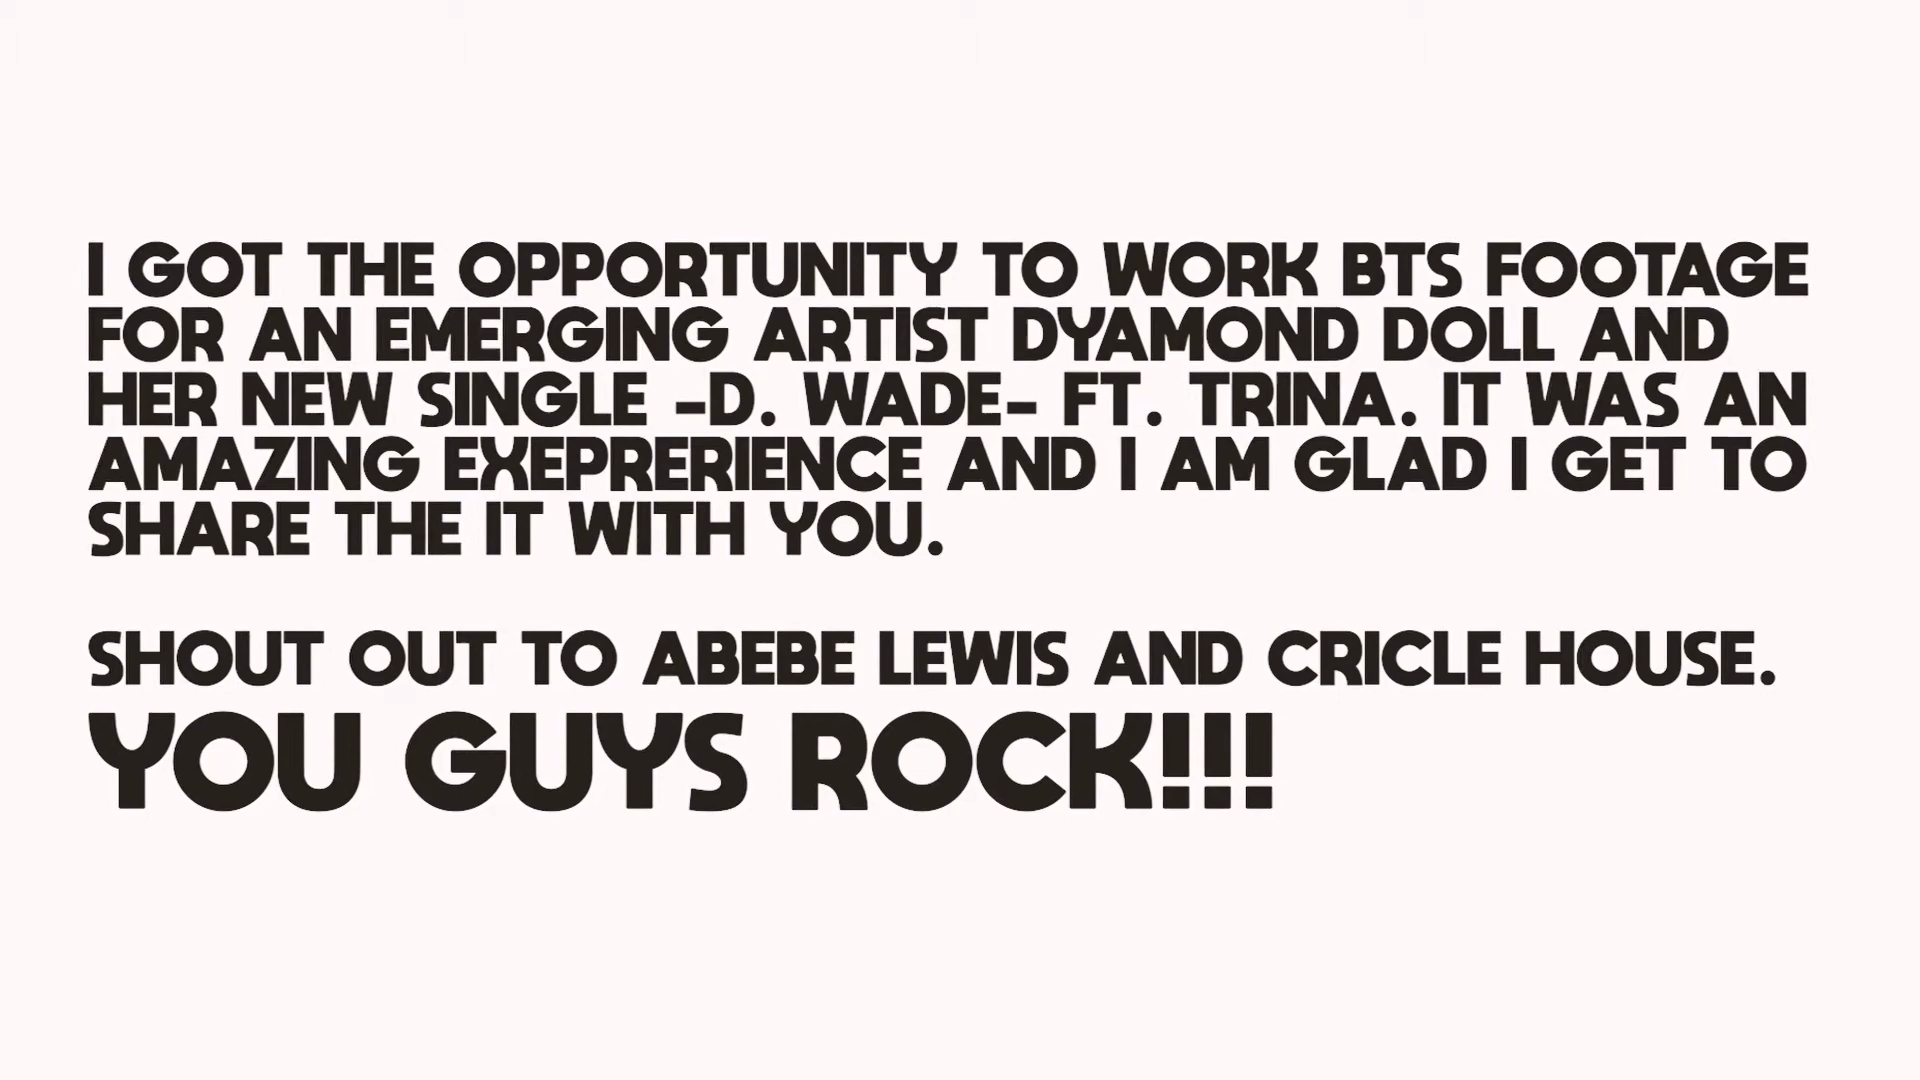 I GOT THE OPPORTUNITY TO WORK BTS FOOTAGE
FOR AN EMERGING ARTIST DYAMOND DOLL AND
HER NEW SINGLE -D. WADE- FT. TRINA. IT WAS AN
AMAZING EXEPRERIENCE AND I AM GLAD I GET TO
SHARE THE IT WITH YOU.
SHOUT OUT TO ABEBE LEWIS AND CRICLE HOUSE.
YOU GUYS ROCK!!!